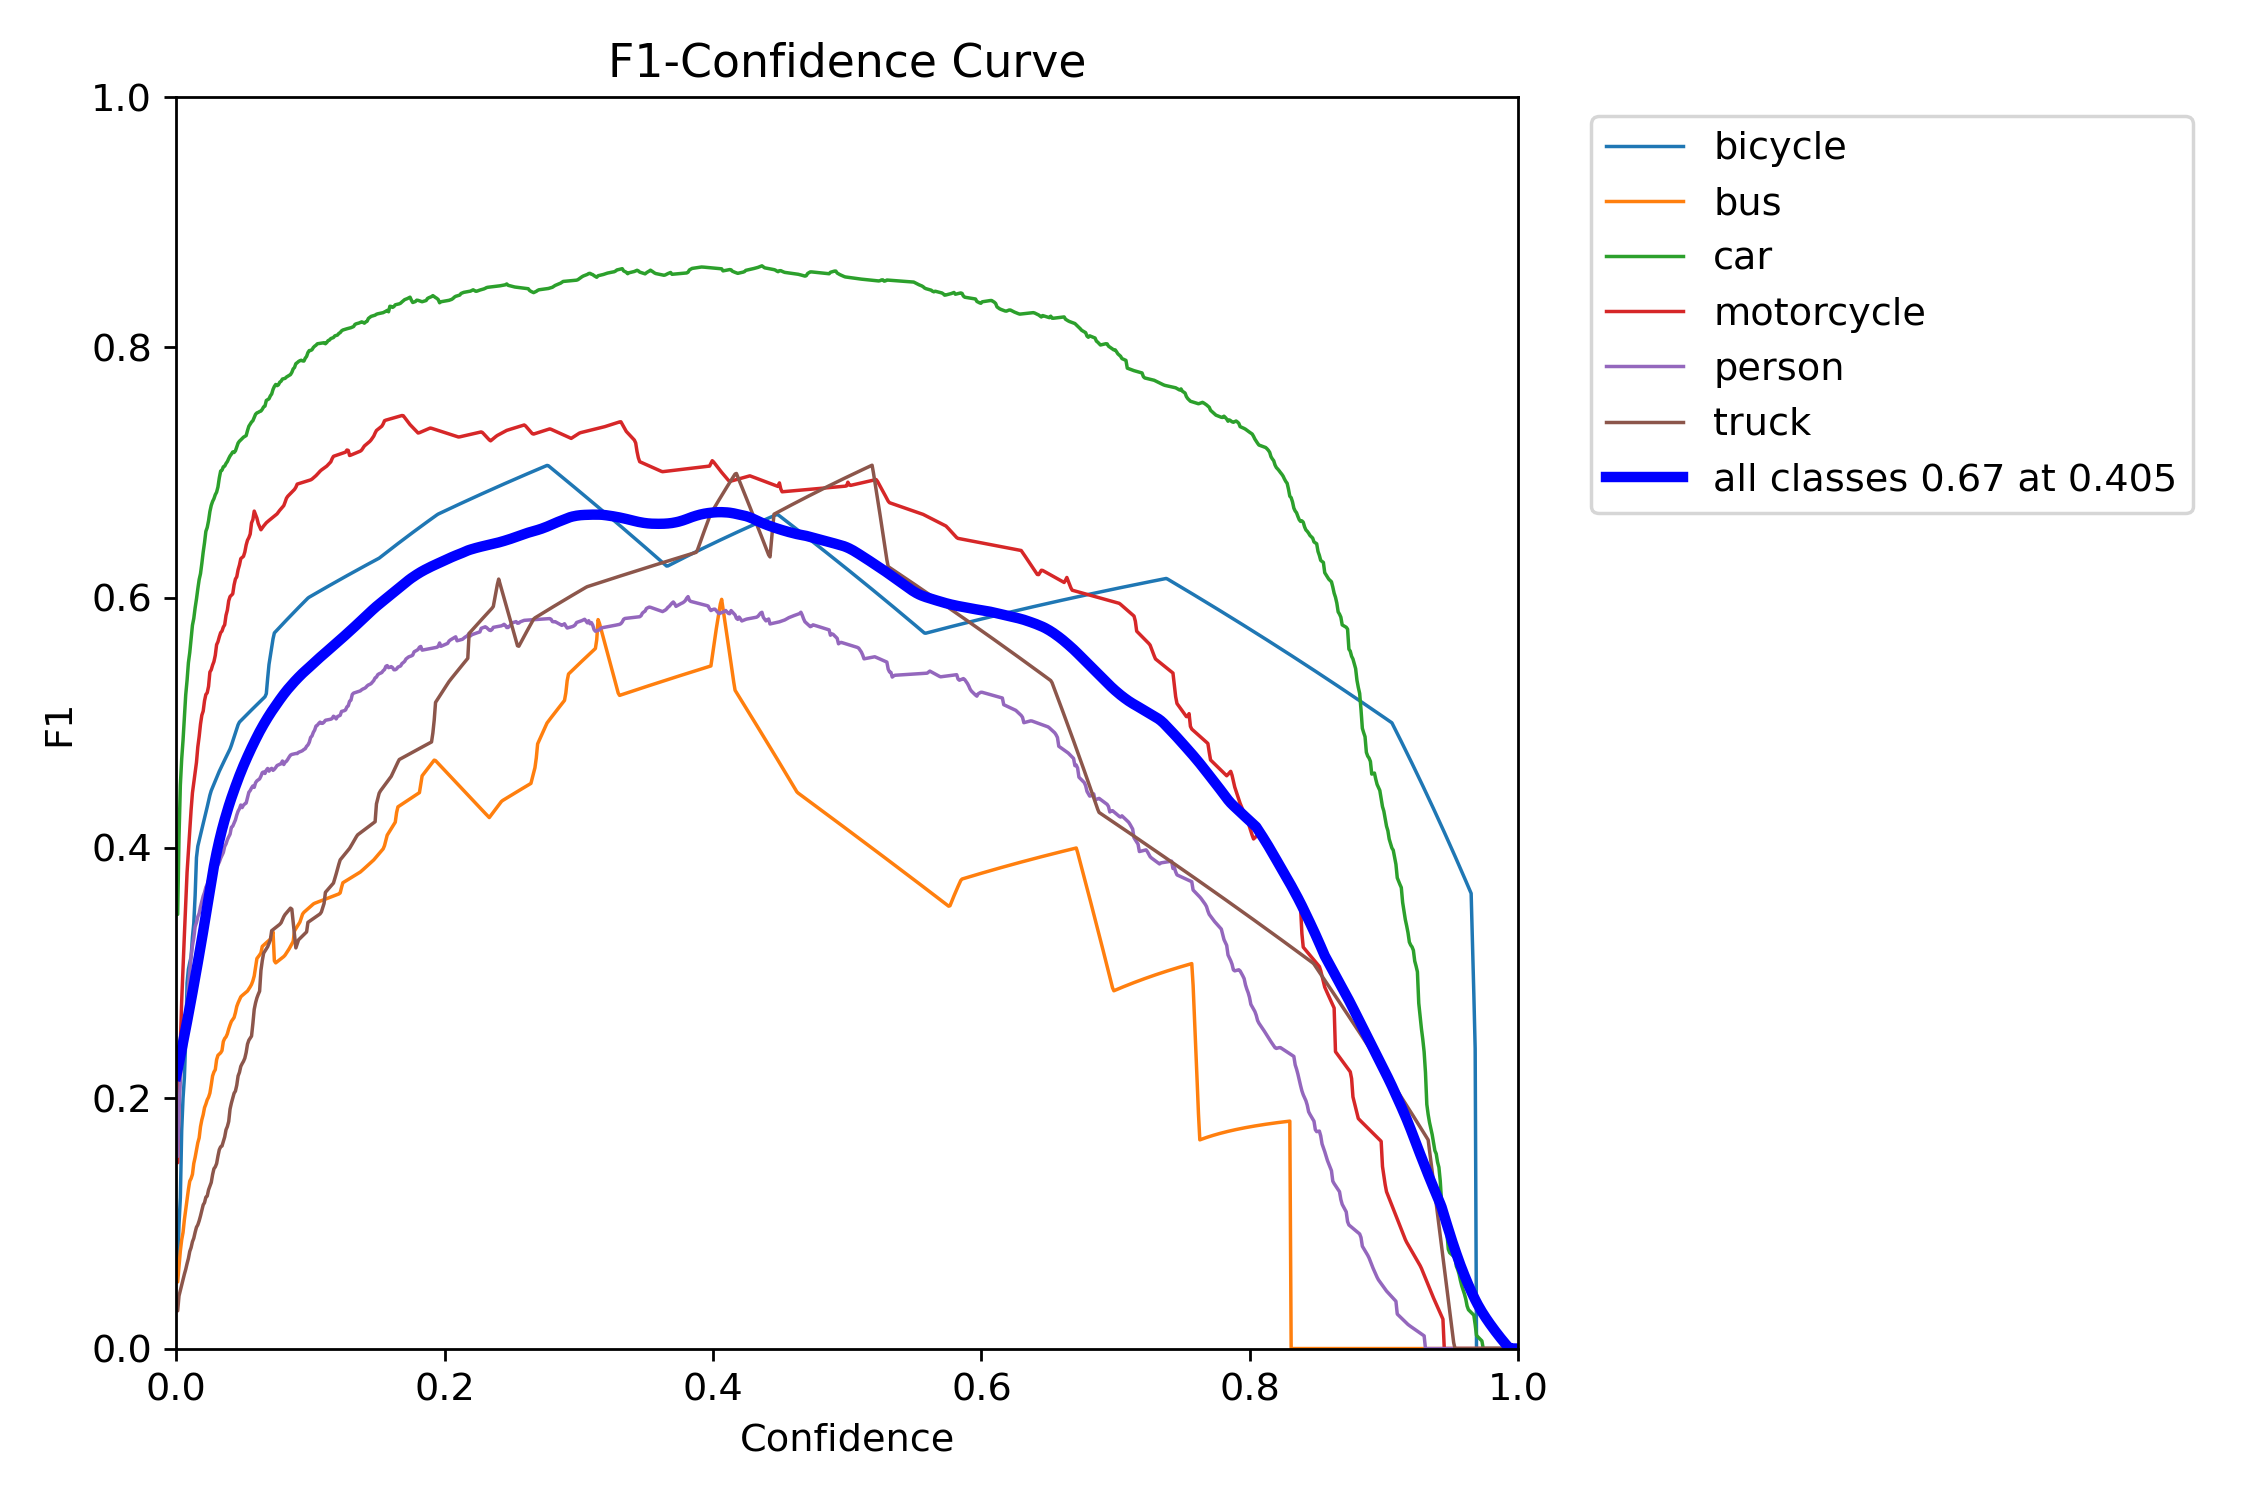 F1-Confidence Curve
1.0
0.8
0.6
0.4
0.2
0.0
F1
0.0 0.2 0.4 0.6 0.8 1.0
Confidence
bicycle
bus
car
motorcycle
person
truck
all classes 0.67 at 0.405